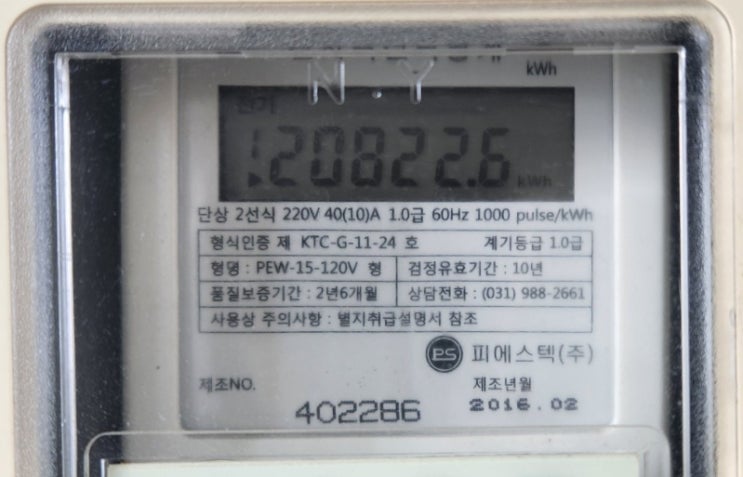 kWh
N.Y
전기
20822.6
kWh
단상 2선식 220V 40(10)A 1.0급 60Hz 1000 pulse/kWh
형식인증 제 KTC-G-11-24 호 계기등급 1.0급
형명 : PEW-15-120V 형 검정유효기간 : 10년
품질보증기간 : 2년6개월 상담전화 : (031) 988-2661
사용상 주의사항 : 별지취급설명서 참조
PS 피에스텍(주)
제조NO. 제조년월
402286 2016.02